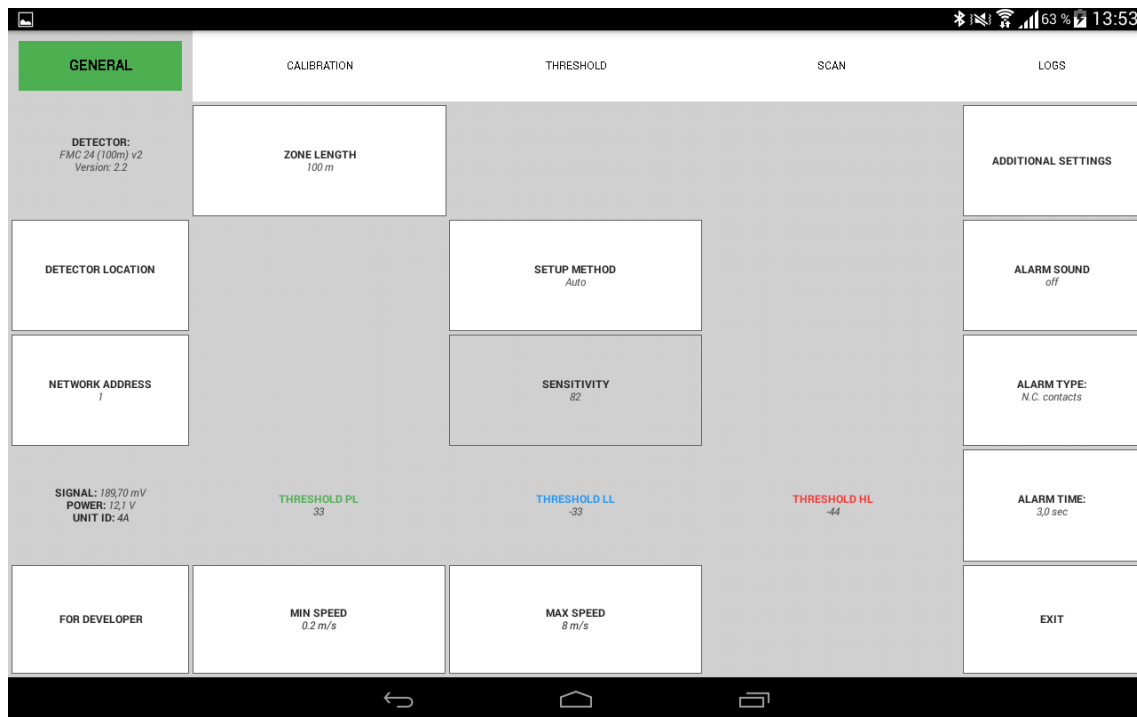 63 % 13:53
GENERAL
CALIBRATION
THRESHOLD
SCAN
LOGS
DETECTOR:
FMC 24 (100m) v2
Version: 2.2
ZONE LENGTH
100 m
ADDITIONAL SETTINGS
DETECTOR LOCATION
SETUP METHOD
Auto
ALARM SOUND
off
NETWORK ADDRESS
1
SENSITIVITY
82
ALARM TYPE:
N.C. contacts
SIGNAL: 189,70 mV
POWER: 12,1 V
UNIT ID: 4A
THRESHOLD PL
33
THRESHOLD LL
-33
THRESHOLD HL
-44
ALARM TIME:
3,0 sec
FOR DEVELOPER
MIN SPEED
0.2 m/s
MAX SPEED
8 m/s
EXIT